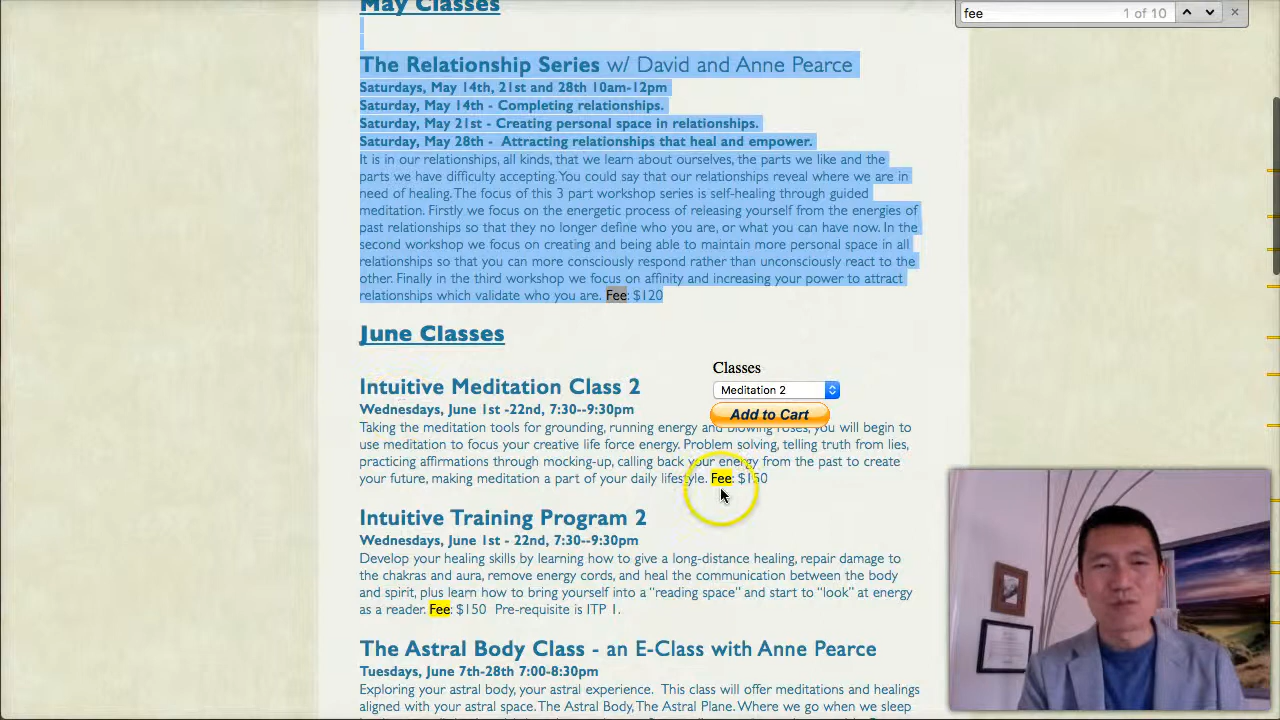 May Classes
fee
1 of 10
The Relationship Series w/ David and Anne Pearce
Saturdays, May 14th, 21st and 28th 10am-12pm
Saturday, May 14th - Completing relationships.
Saturday, May 21st - Creating personal space in relationships.
Saturday, May 28th - Attracting relationships that heal and empower.
It is in our relationships, all kinds, that we learn about ourselves, the parts we like and the
parts we have difficulty accepting. You could say that our relationships reveal where we are in
need of healing. The focus of this 3 part workshop series is self-healing through guided
meditation. Firstly we focus on the energetic process of releasing yourself from the energies of
past relationships so that they no longer define who you are, or what you can have now. In the
second workshop we focus on creating and being able to maintain more personal space in all
relationships so that you can more consciously respond rather than unconsciously react to the
other. Finally in the third workshop we focus on affinity and increasing your power to attract
relationships which validate who you are. Fee: $120
June Classes
Classes
Intuitive Meditation Class 2
Meditation 2
Wednesdays, June 1st -22nd, 7:30--9:30pm
Add to Cart
Taking the meditation tools for grounding, running energy and blowing roses, you will begin to
use meditation to focus your creative life force energy. Problem solving, telling truth from lies,
practicing affirmations through mocking-up, calling back your energy from the past to create
your future, making meditation a part of your daily lifestyle. Fee: $150
Intuitive Training Program 2
Wednesdays, June 1st - 22nd, 7:30-9:30pm
Develop your healing skills by learning how to give a long-distance healing, repair damage to
the chakras and aura, remove energy cords, and heal the communication between the body
and spirit, plus learn how to bring yourself into a “reading space” and start to “look” at energy
as a reader. Fee: $150 Pre-requisite is ITP 1.
The Astral Body Class - an E-Class with Anne Pearce
Tuesdays, June 7th-28th 7:00-8:30pm
Exploring your astral body, your astral experience. This class will offer meditations and healings
aligned with your astral space. The Astral Body, The Astral Plane. Where we go when we sleep